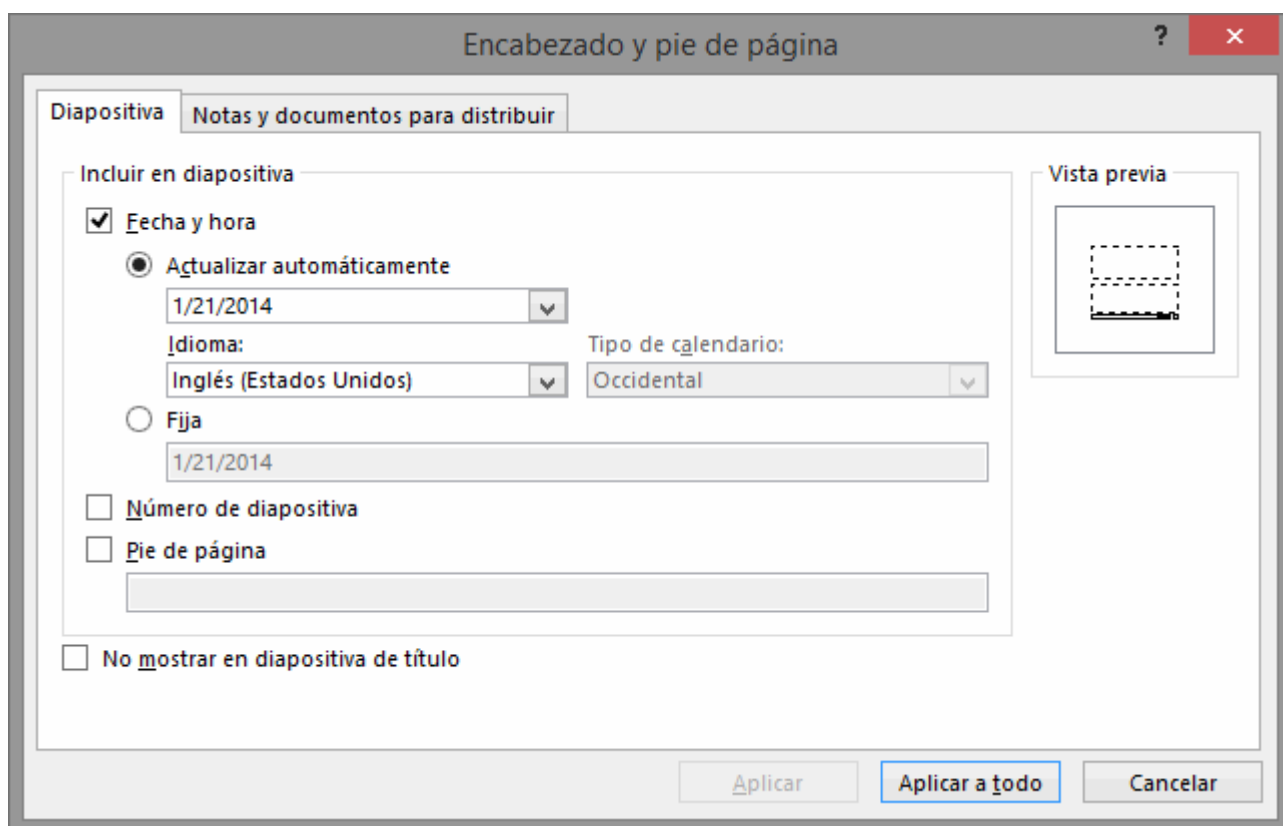 Encabezado y pie de página
?
Diapositiva
Notas y documentos para distribuir
Incluir en diapositiva
Vista previa
Fecha y hora
Actualizar automáticamente
1/21/2014
Idioma:
Tipo de calendario:
Inglés (Estados Unidos)
Occidental
Fija
1/21/2014
Número de diapositiva
Pie de página
No mostrar en diapositiva de título
Aplicar
Aplicar a todo
Cancelar